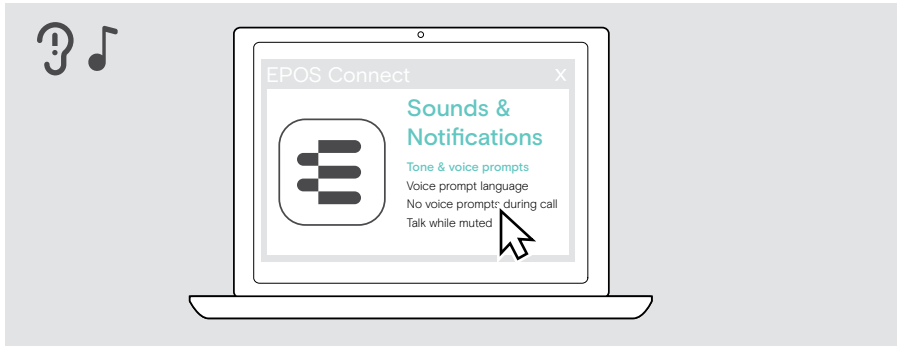 EPOS Connect X
Sounds &
Notifications
Tone & voice prompts
Voice prompt language
No voice prompts during call
Talk while muted